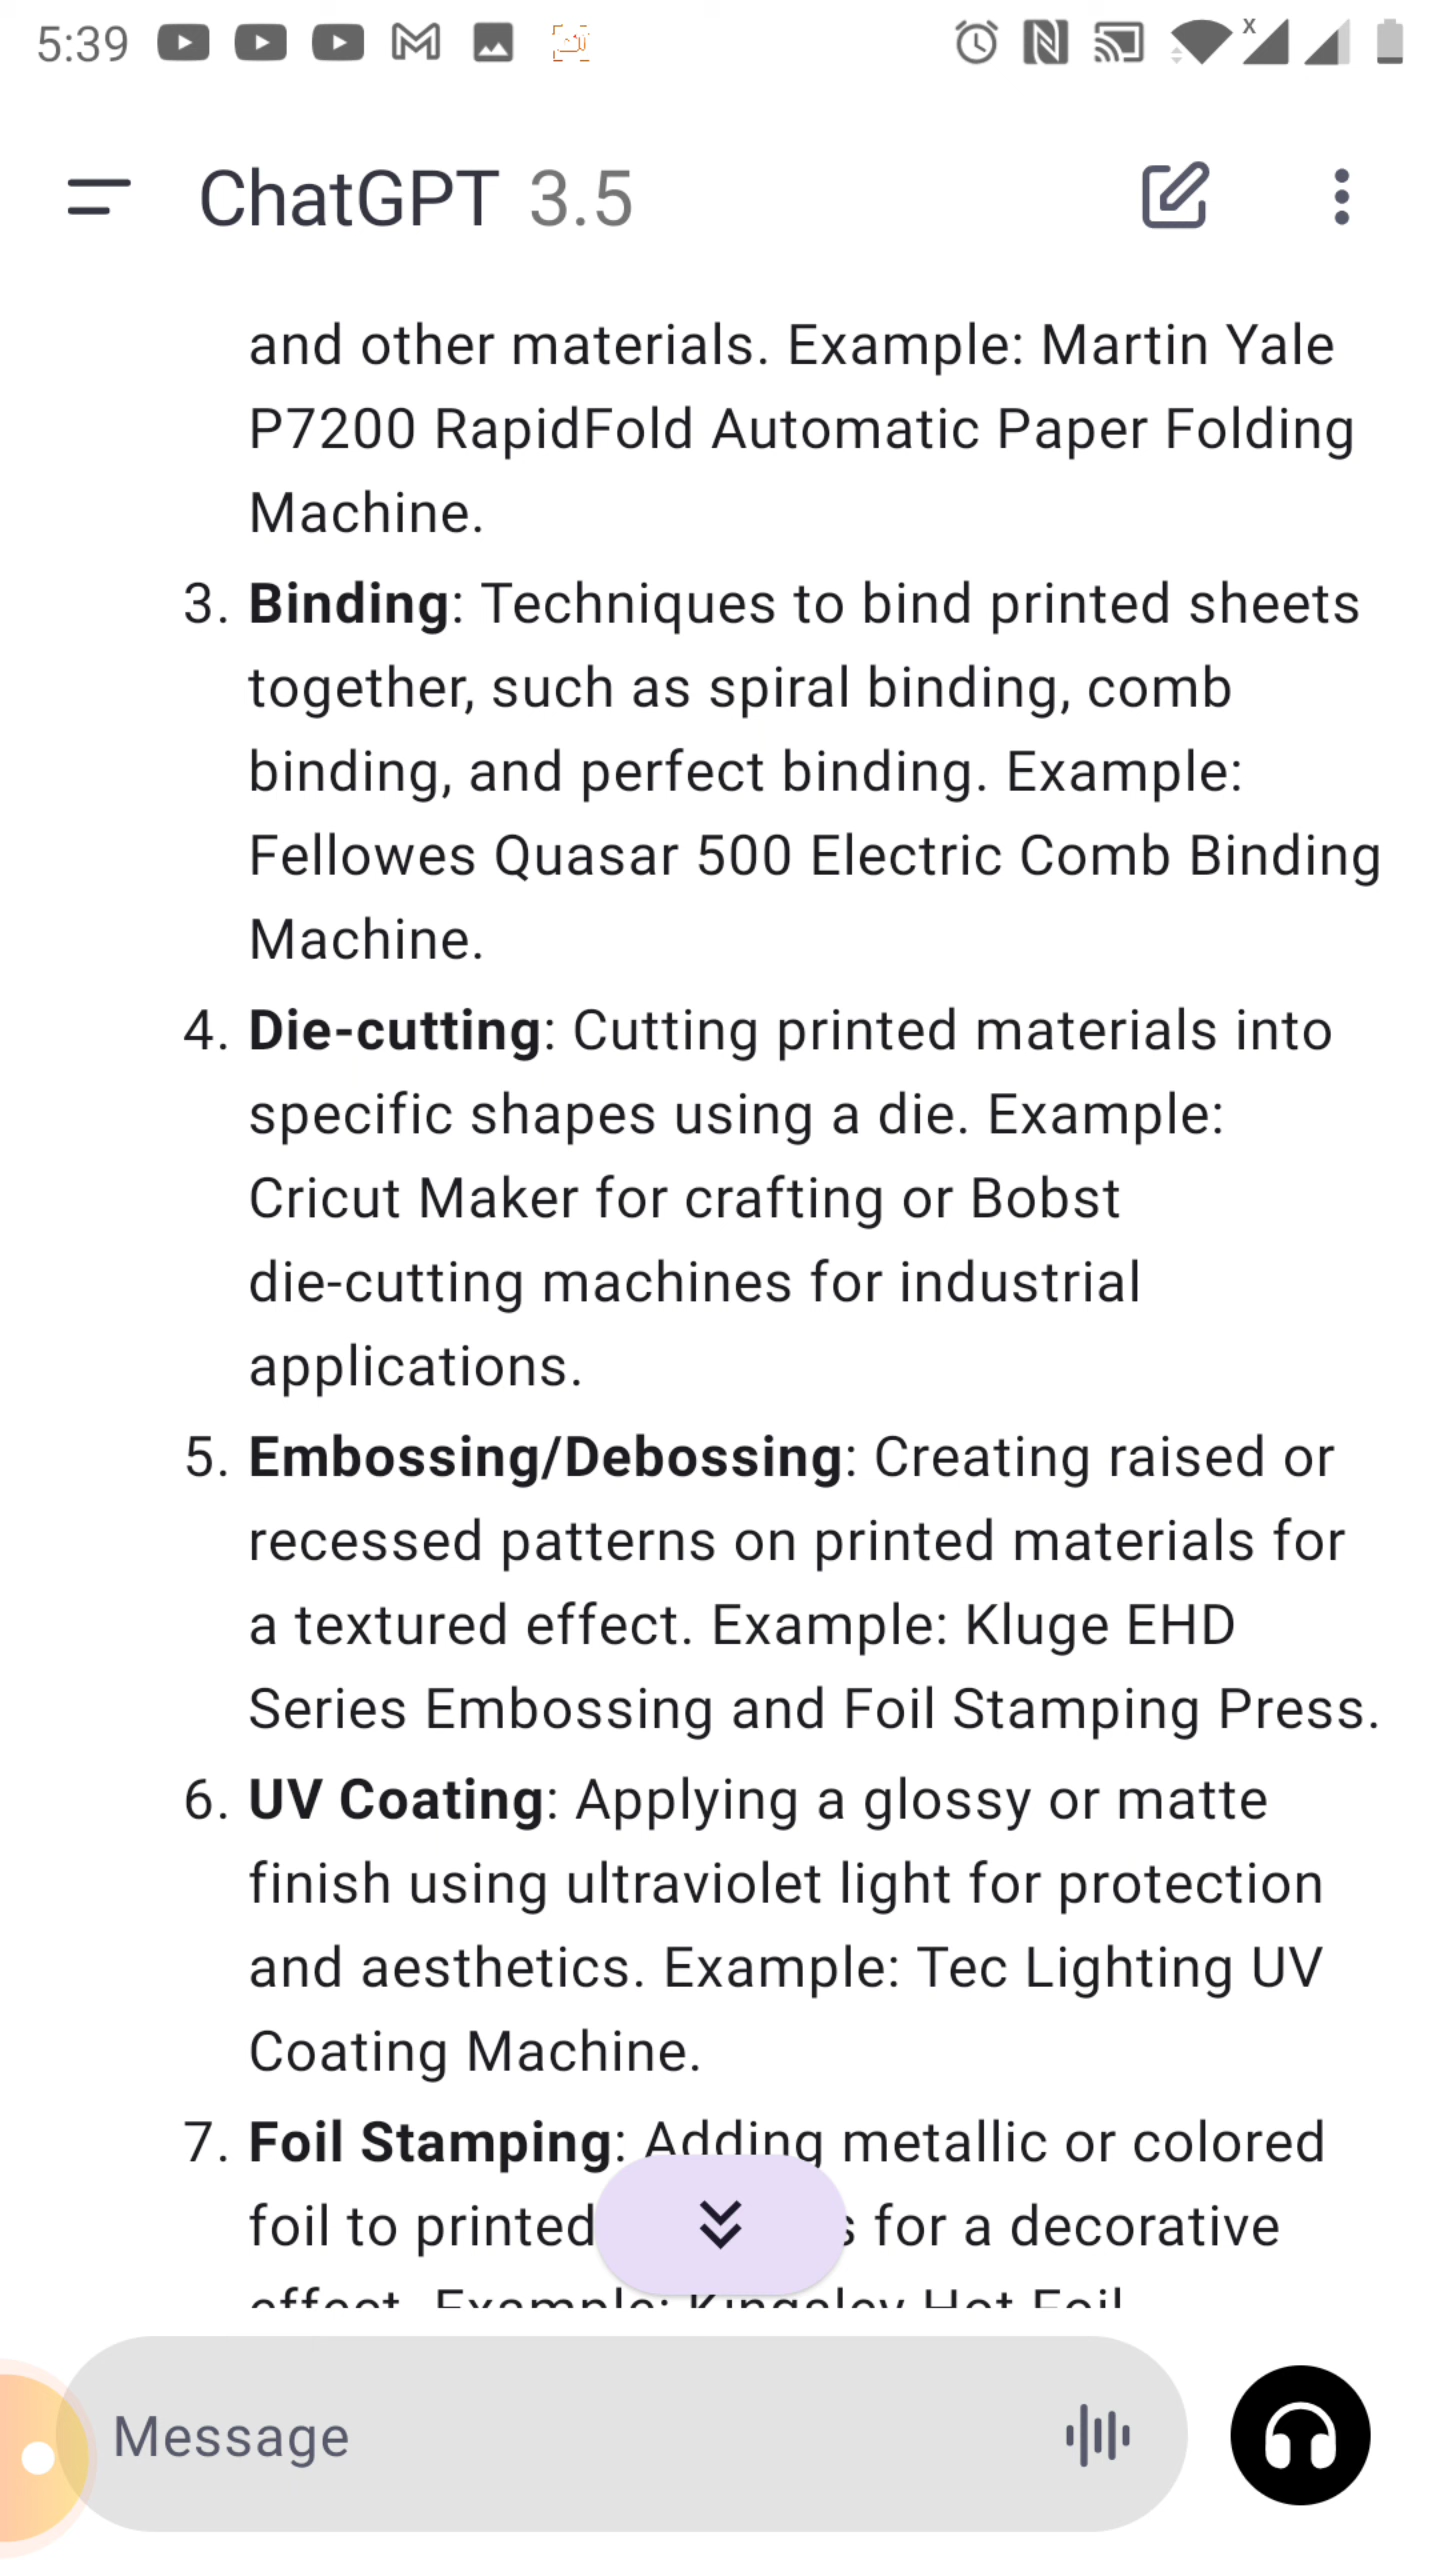 5:39
x
ChatGPT 3.5
and other materials. Example: Martin Yale
P7200 RapidFold Automatic Paper Folding
Machine.
3. Binding: Techniques to bind printed sheets
together, such as spiral binding, comb
binding, and perfect binding. Example:
Fellowes Quasar 500 Electric Comb Binding
Machine.
4. Die-cutting: Cutting printed materials into
specific shapes using a die. Example:
Cricut Maker for crafting or Bobst
die-cutting machines for industrial
applications.
5. Embossing/Debossing: Creating raised or
recessed patterns on printed materials for
a textured effect. Example: Kluge EHD
Series Embossing and Foil Stamping Press.
6. UV Coating: Applying a glossy or matte
finish using ultraviolet light for protection
and aesthetics. Example: Tec Lighting UV
Coating Machine.
7. Foil Stamping: Adding metallic or colored
foil to printed for a decorative
effect. Example: Kingsley Hot Foil
Message